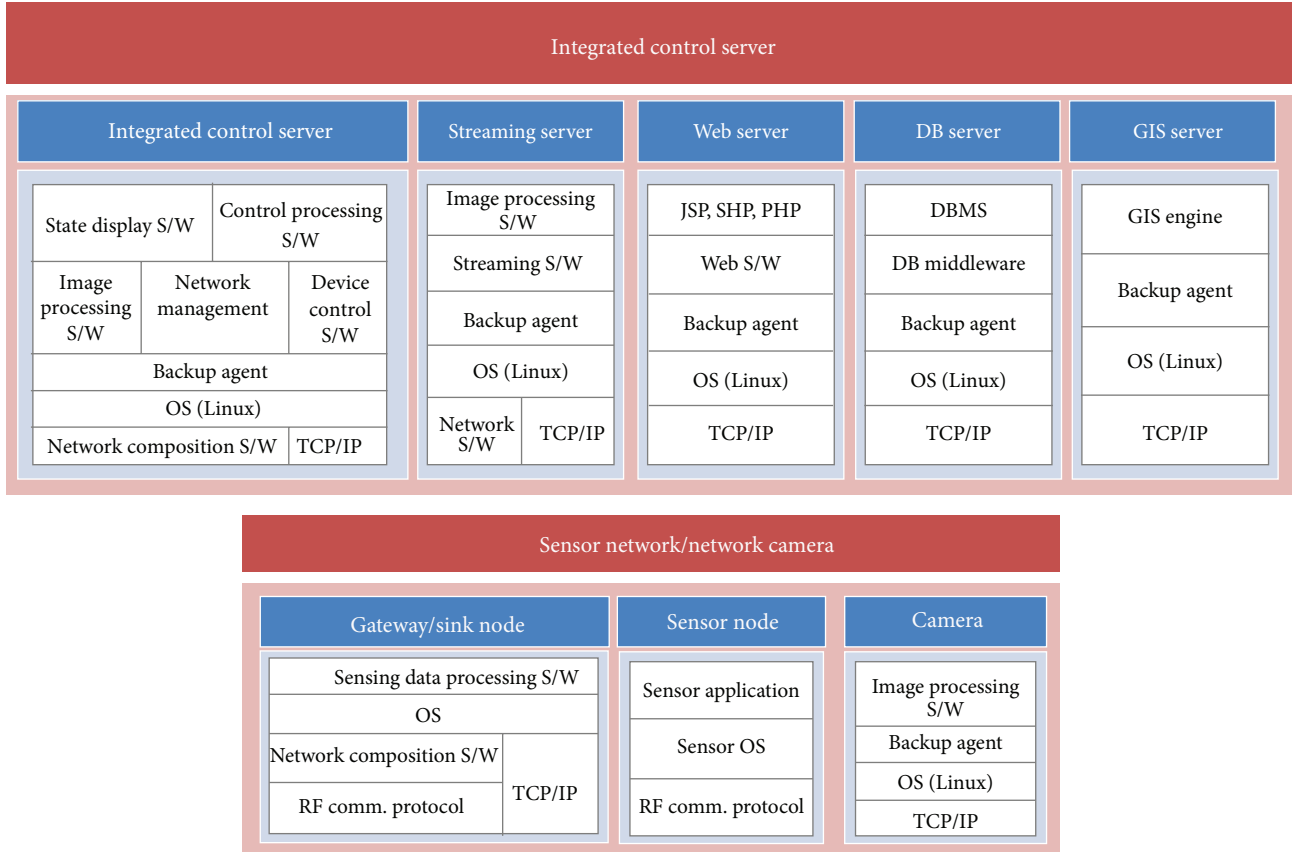 Integrated control server
Integrated control server
State display S/W
Control processing
S/W
Image
processing
S/W
Network
management
Device
control
S/W
Backup agent
OS (Linux)
Network composition S/W
TCP/IP
Streaming server
Image processing
S/W
Streaming S/W
Backup agent
OS (Linux)
Network
S/W
TCP/IP
Web server
JSP, SHP, PHP
Web S/W
Backup agent
OS (Linux)
TCP/IP
DB server
DBMS
DB middleware
Backup agent
OS (Linux)
TCP/IP
GIS server
GIS engine
Backup agent
OS (Linux)
TCP/IP
Sensor network/network camera
Gateway/sink node
Sensing data processing S/W
OS
Network composition S/W
RF comm. protocol
TCP/IP
Sensor node
Sensor application
Sensor OS
RF comm. protocol
Camera
Image processing
S/W
Backup agent
OS (Linux)
TCP/IP